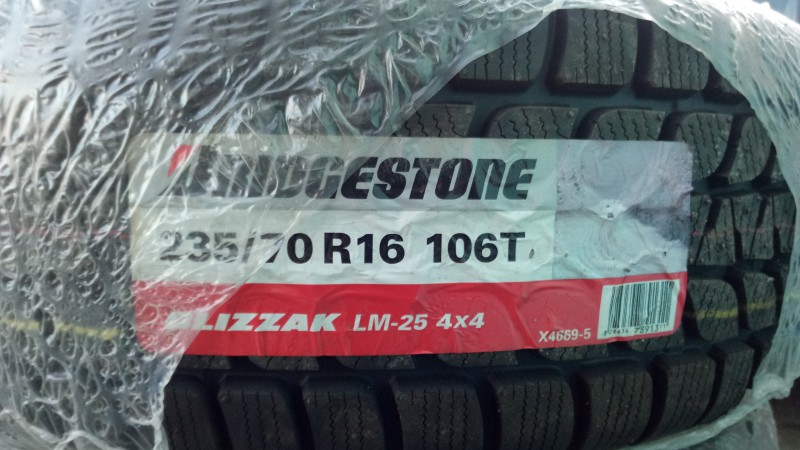 BRIDGESTONE
235/70 R16 106T
BLIZZAK LM-25 4x4
X4669-5